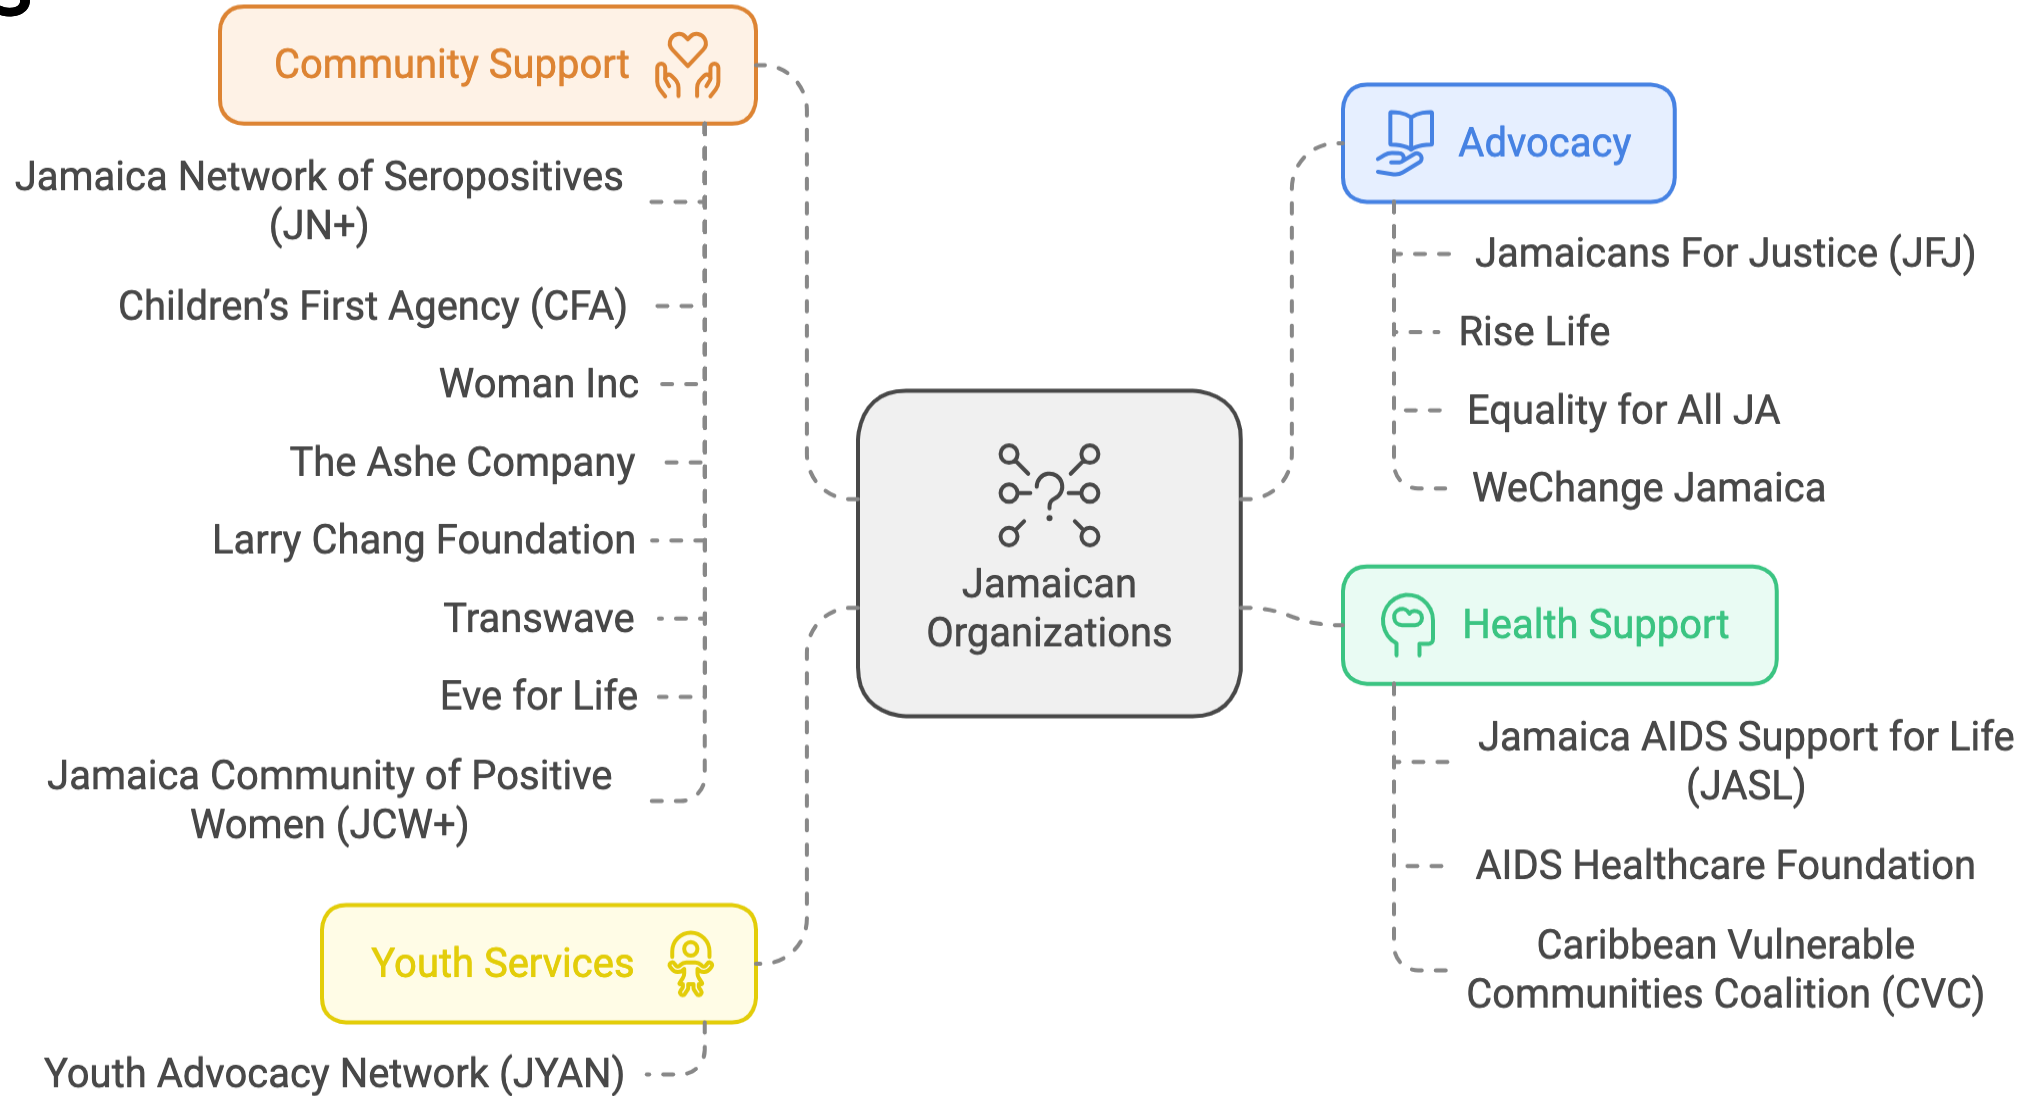 Community Support
Jamaica Network of Seropositives
(JN+)
Children’s First Agency (CFA)
Woman Inc
The Ashe Company
Larry Chang Foundation
Transwave
Eve for Life
Jamaica Community of Positive
Women (JCW+)
Youth Services
Youth Advocacy Network (JYAN)
?
Jamaican
Organizations
Advocacy
Jamaicans For Justice (JFJ)
Rise Life
Equality for All JA
WeChange Jamaica
Health Support
Jamaica AIDS Support for Life
(JASL)
AIDS Healthcare Foundation
Caribbean Vulnerable
Communities Coalition (CVC)